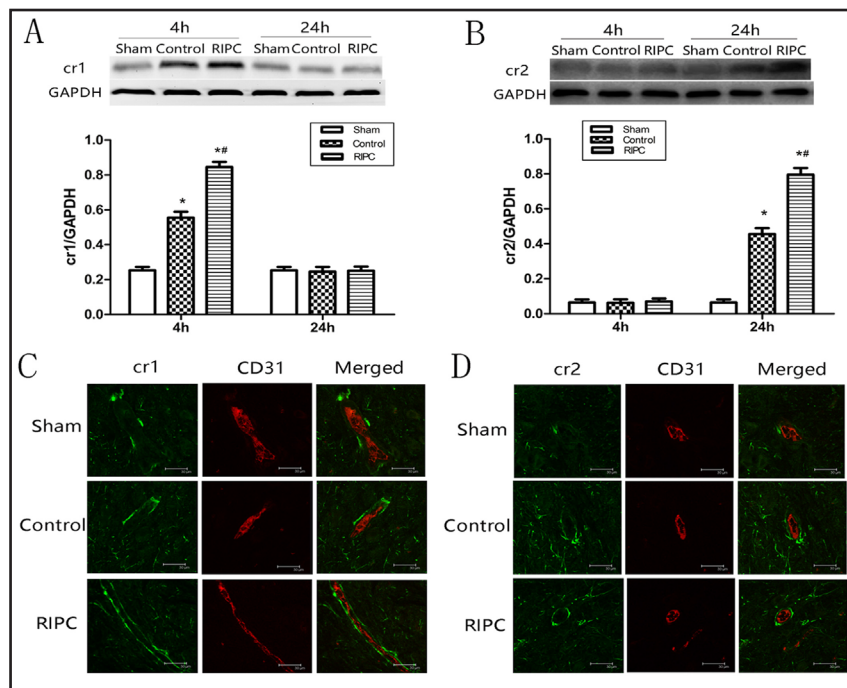 A
4h 24h
Sham Control RIPC Sham Control RIPC
cr1
GAPDH
Sham
Control
RIPC
cr1/GAPDH
1.0
0.8
0.6
0.4
0.2
0.0
*
*#
4h 24h
B
4h 24h
Sham Control RIPC Sham Control RIPC
cr2
GAPDH
Sham
Control
RIPC
cr2/GAPDH
1.0
0.8
0.6
0.4
0.2
0.0
*
*#
4h 24h
C
cr1 CD31 Merged
Sham
Control
RIPC
D
cr2 CD31 Merged
Sham
Control
RIPC